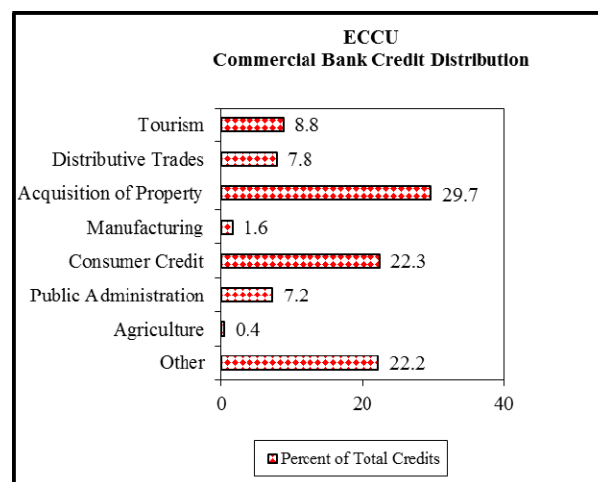 ECCU
Commercial Bank Credit Distribution
Tourism 8.8
Distributive Trades 7.8
Acquisition of Property 29.7
Manufacturing 1.6
Consumer Credit 22.3
Public Administration 7.2
Agriculture 0.4
Other 22.2
0 20 40
Percent of Total Credits